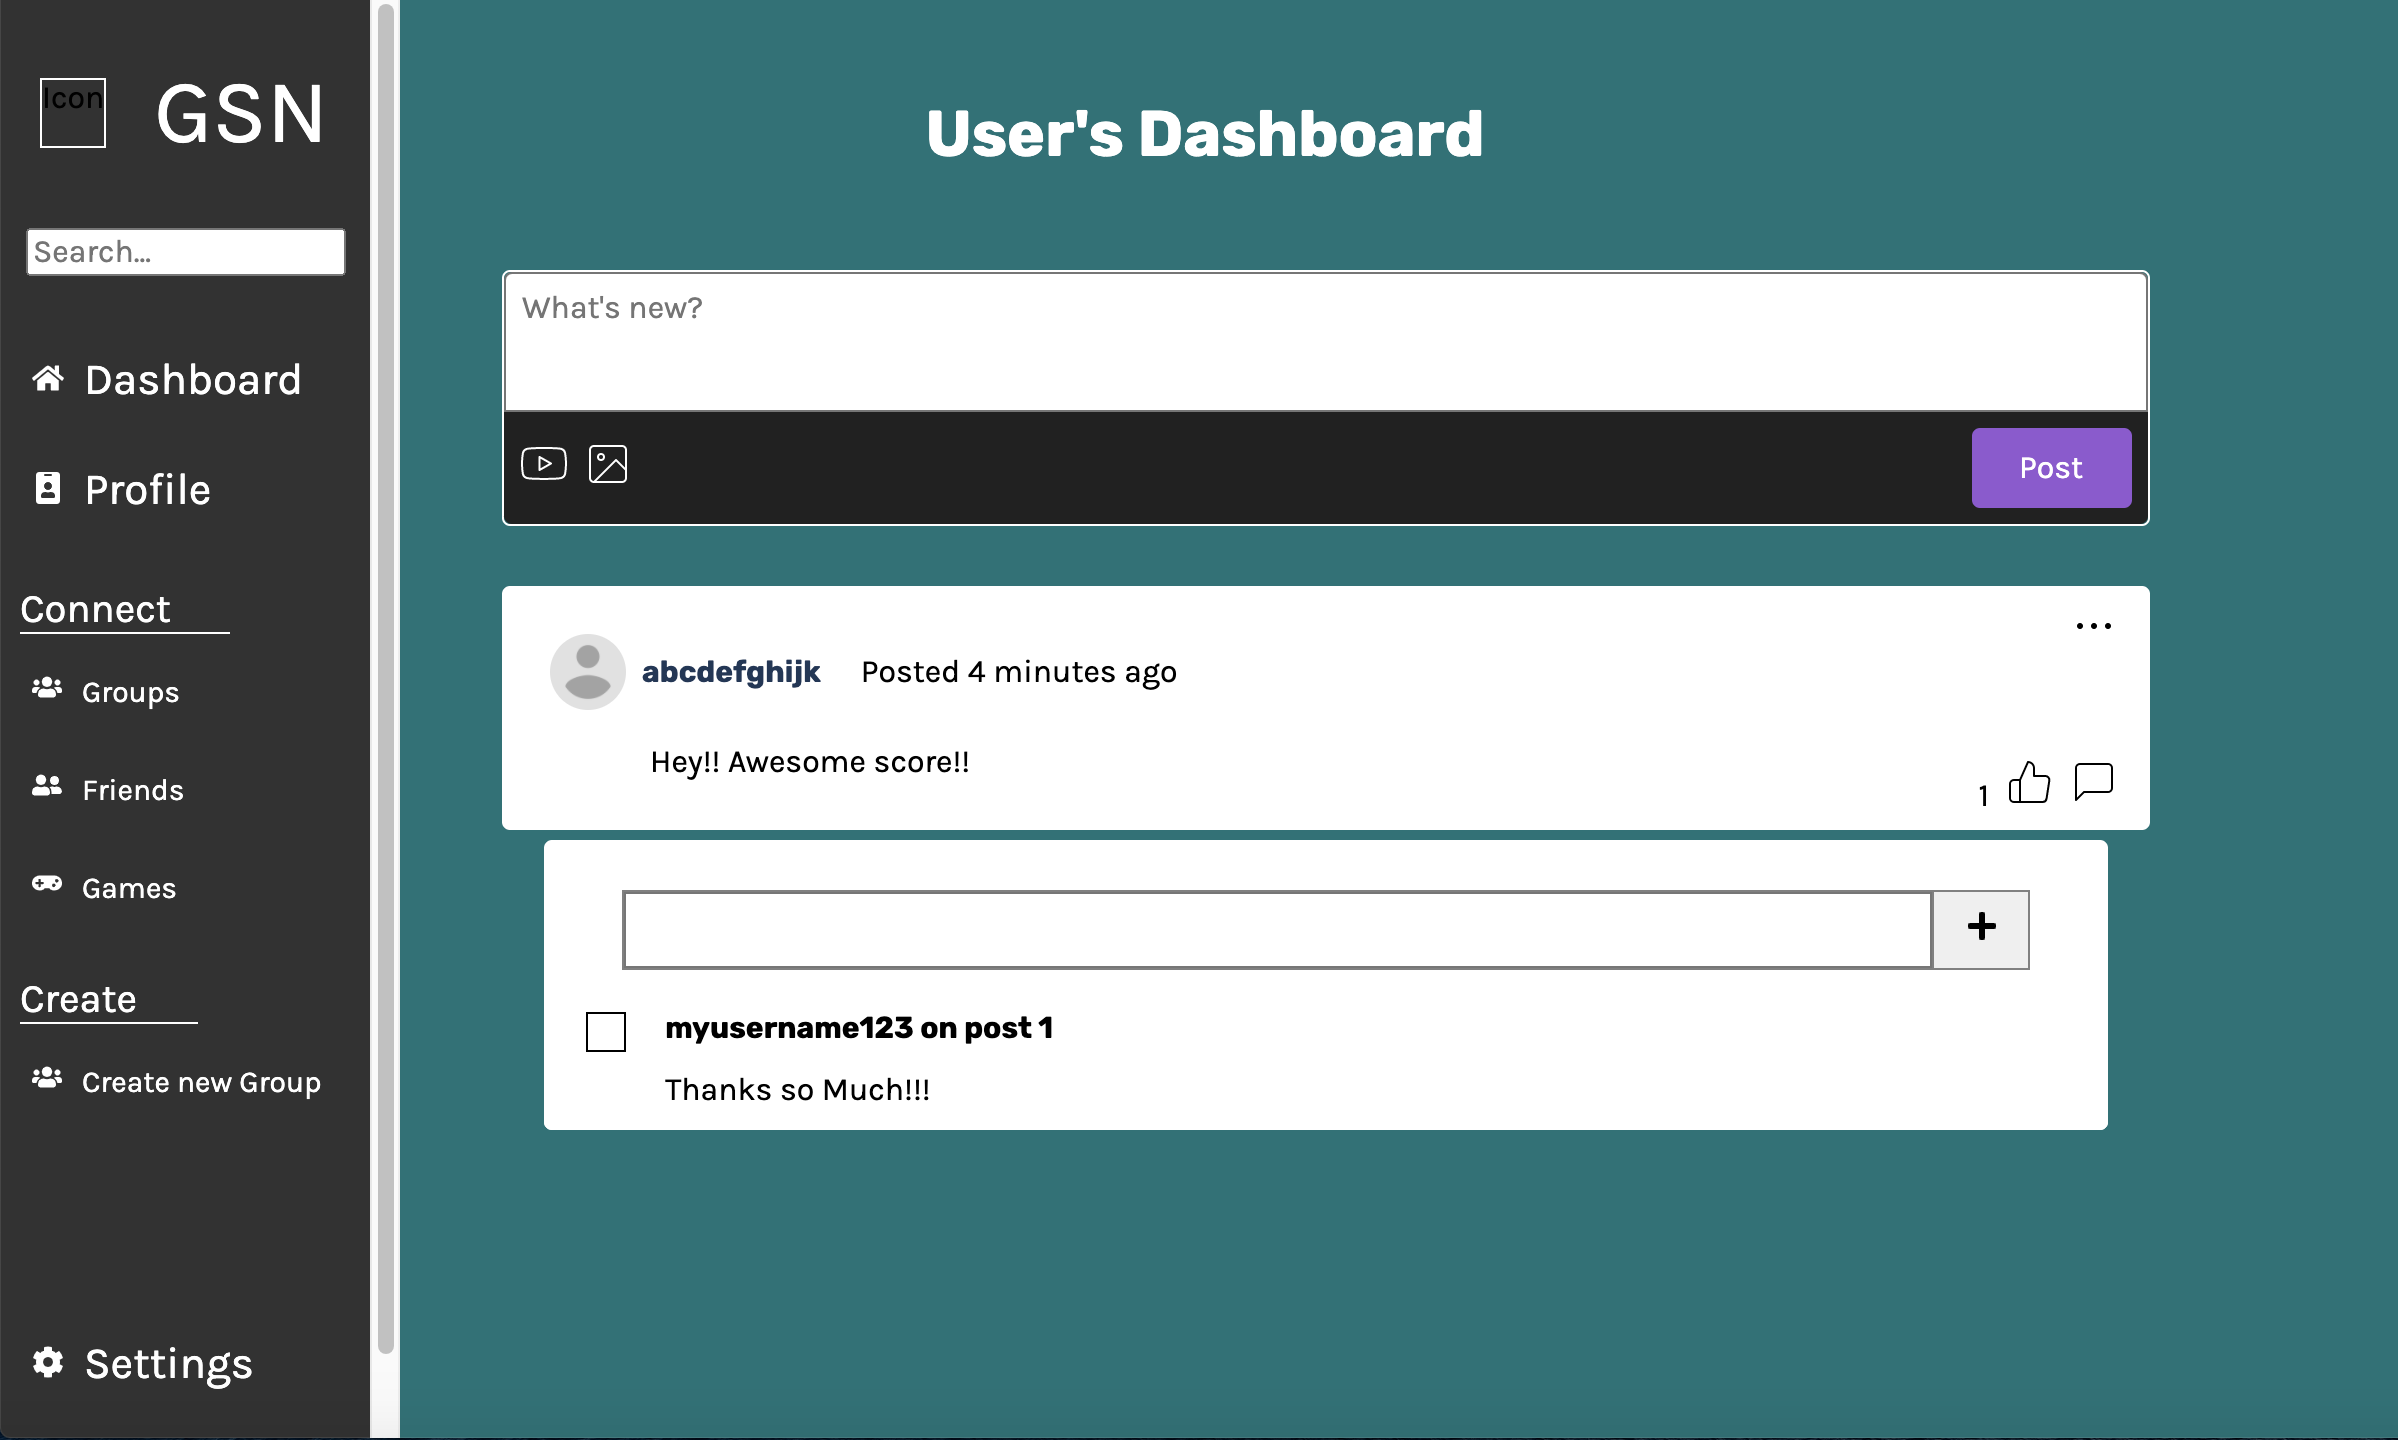 Icon
GSN
Search...
Dashboard
Profile
Connect
Groups
Friends
Games
Create
Create new Group
Settings
User's Dashboard
What's new?
Post
abcdefghijk Posted 4 minutes ago
Hey!! Awesome score!!
1
myusername123 on post 1
Thanks so Much!!!